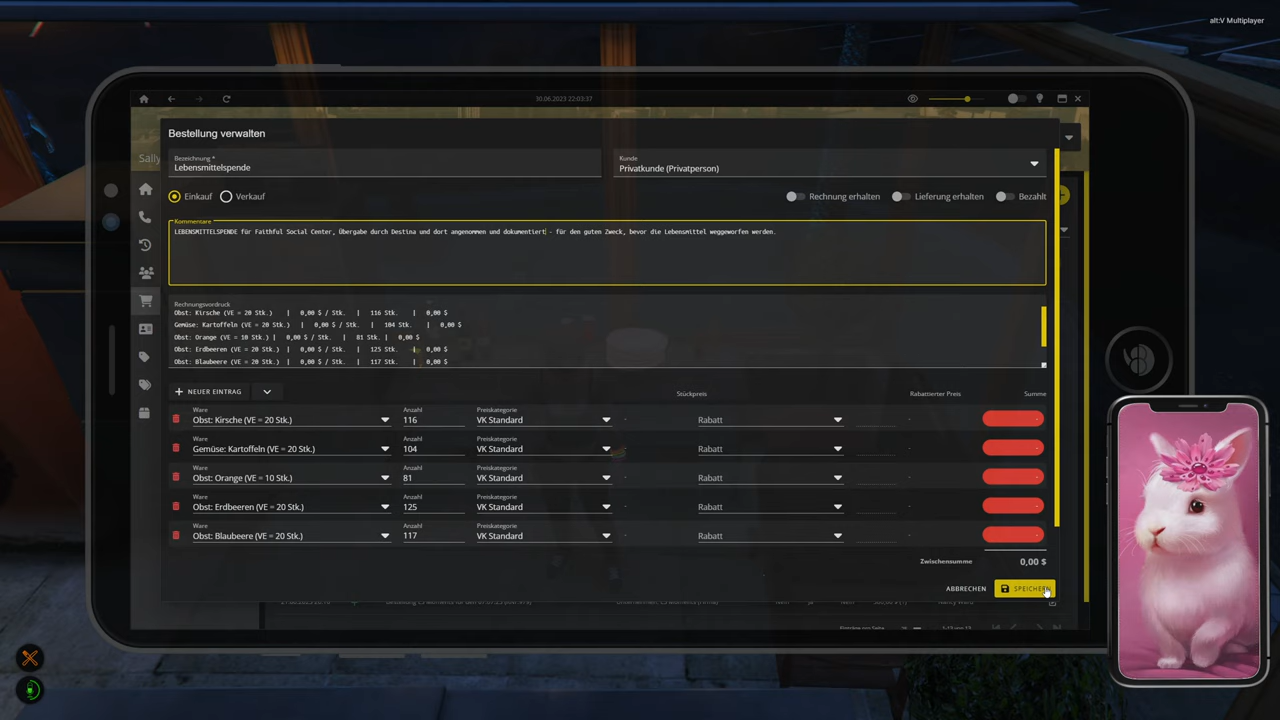 alt:V Multiplayer
30.06.2023 22:03:37
Sally
Bestellung verwalten
Bezeichnung *
Lebensmittelspende
Kunde
Privatkunde (Privatperson)
Einkauf
Verkauf
Rechnung erhalten
Lieferung erhalten
Bezahlt
Kommentare
LEBENSMITTELSPENDE für Faithful Social Center, Übergabe durch Destina und dort angenommen und dokumentiert - für den guten Zweck, bevor die Lebensmittel weggeworfen werden.
Rechnungsvordruck
Obst: Kirsche (VE = 20 Stk.) | 0,00 $ / Stk. | 116 Stk. | 0,00 $
Gemüse: Kartoffeln (VE = 20 Stk.) | 0,00 $ / Stk. | 104 Stk. | 0,00 $
Obst: Orange (VE = 10 Stk.) | 0,00 $ / Stk. | 81 Stk. | 0,00 $
Obst: Erdbeeren (VE = 20 Stk.) | 0,00 $ / Stk. | 125 Stk. | 0,00 $
Obst: Blaubeere (VE = 20 Stk.) | 0,00 $ / Stk. | 117 Stk. | 0,00 $
NEUER EINTRAG
Stückpreis
Rabattierter Preis
Summe
Ware
Anzahl
Preiskategorie
Obst: Kirsche (VE = 20 Stk.) 116 VK Standard - Rabatt - -
Ware
Anzahl
Preiskategorie
Gemüse: Kartoffeln (VE = 20 Stk.) 104 VK Standard - Rabatt - -
Ware
Anzahl
Preiskategorie
Obst: Orange (VE = 10 Stk.) 81 VK Standard - Rabatt - -
Ware
Anzahl
Preiskategorie
Obst: Erdbeeren (VE = 20 Stk.) 125 VK Standard - Rabatt - -
Ware
Anzahl
Preiskategorie
Obst: Blaubeere (VE = 20 Stk.) 117 VK Standard - Rabatt - -
Zwischensumme 0,00 $
ABBRECHEN
SPEICHERN